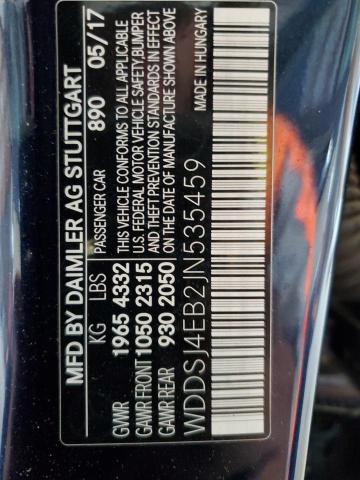 MFD BY DAIMLER AG STUTTGART
KG LBS PASSENGER CAR 890 05/17
GVWR 1965 4332 THIS VEHICLE CONFORMS TO ALL APPLICABLE
GAWR FRONT 1050 2315 U.S. FEDERAL MOTOR VEHICLE SAFETY, BUMPER
GAWR REAR 930 2050 AND THEFT PREVENTION STANDARDS IN EFFECT
ON THE DATE OF MANUFACTURE SHOWN ABOVE
MADE IN HUNGARY
WDDSJ4EB2JN535459